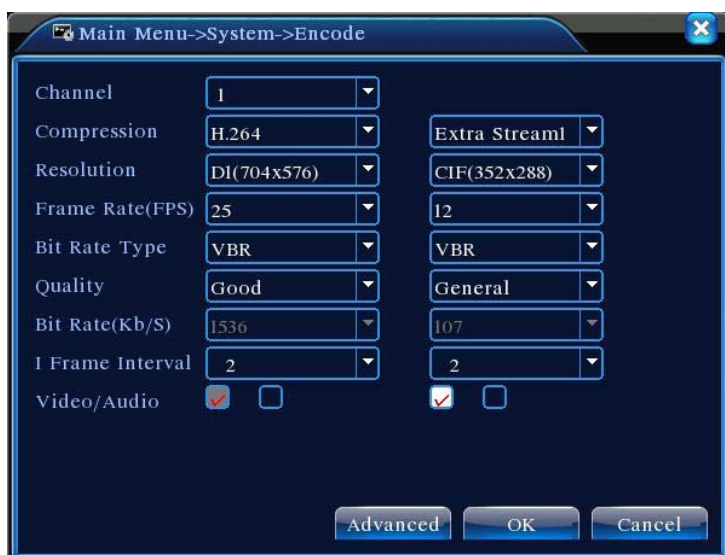 Main Menu->System->Encode
Channel 1
Compression H.264 Extra Stream1
Resolution D1(704x576) CIF(352x288)
Frame Rate(FPS) 25 12
Bit Rate Type VBR VBR
Quality Good General
Bit Rate(Kb/S) 1536 107
I Frame Interval 2 2
Video/Audio
Advanced OK Cancel